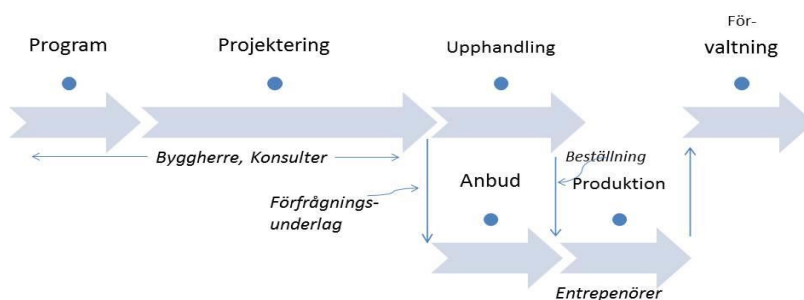 För-
Program
Projektering
Upphandling
valtning
Byggherre, Konsulter
Beställning
Anbud
Produktion
Förfrågnings-
underlag
Entrepenörer